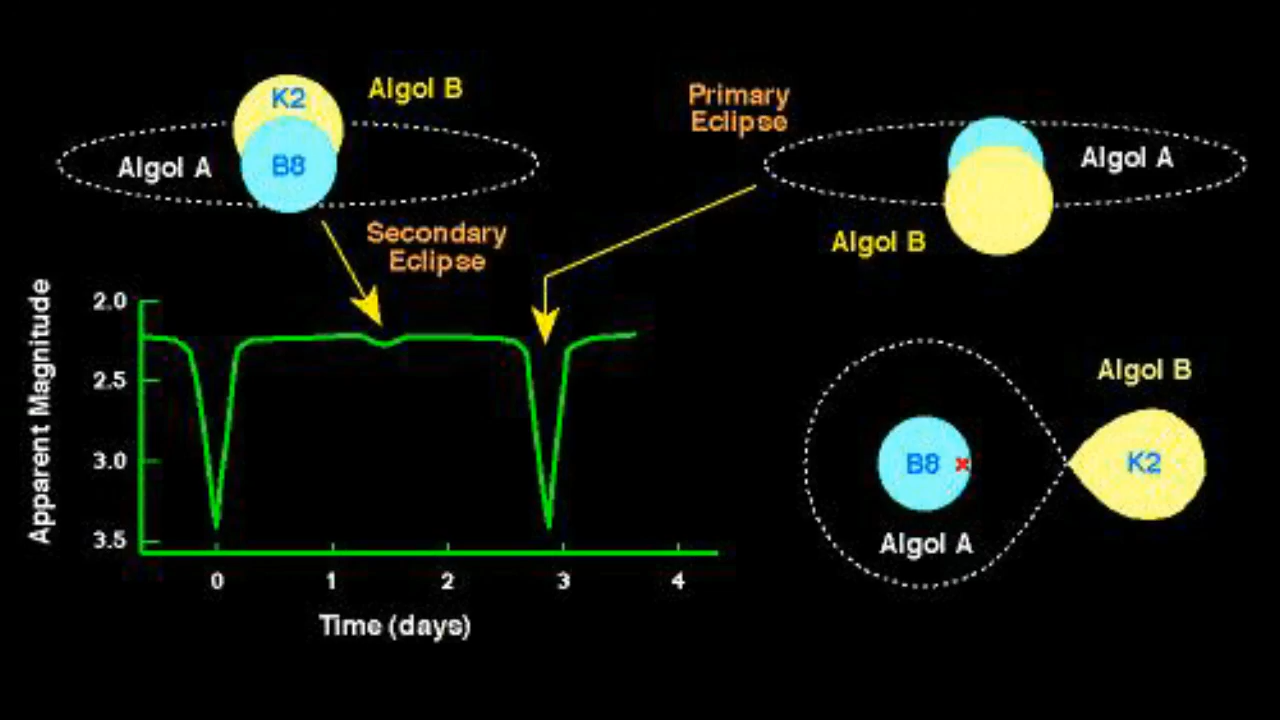 K2
Algol B
Algol A
B8
Primary
Eclipse
Algol A
Algol B
Secondary
Eclipse
Apparent Magnitude
2.0
2.5
3.0
3.5
0 1 2 3 4
Time (days)
Algol B
B8 x K2
Algol A